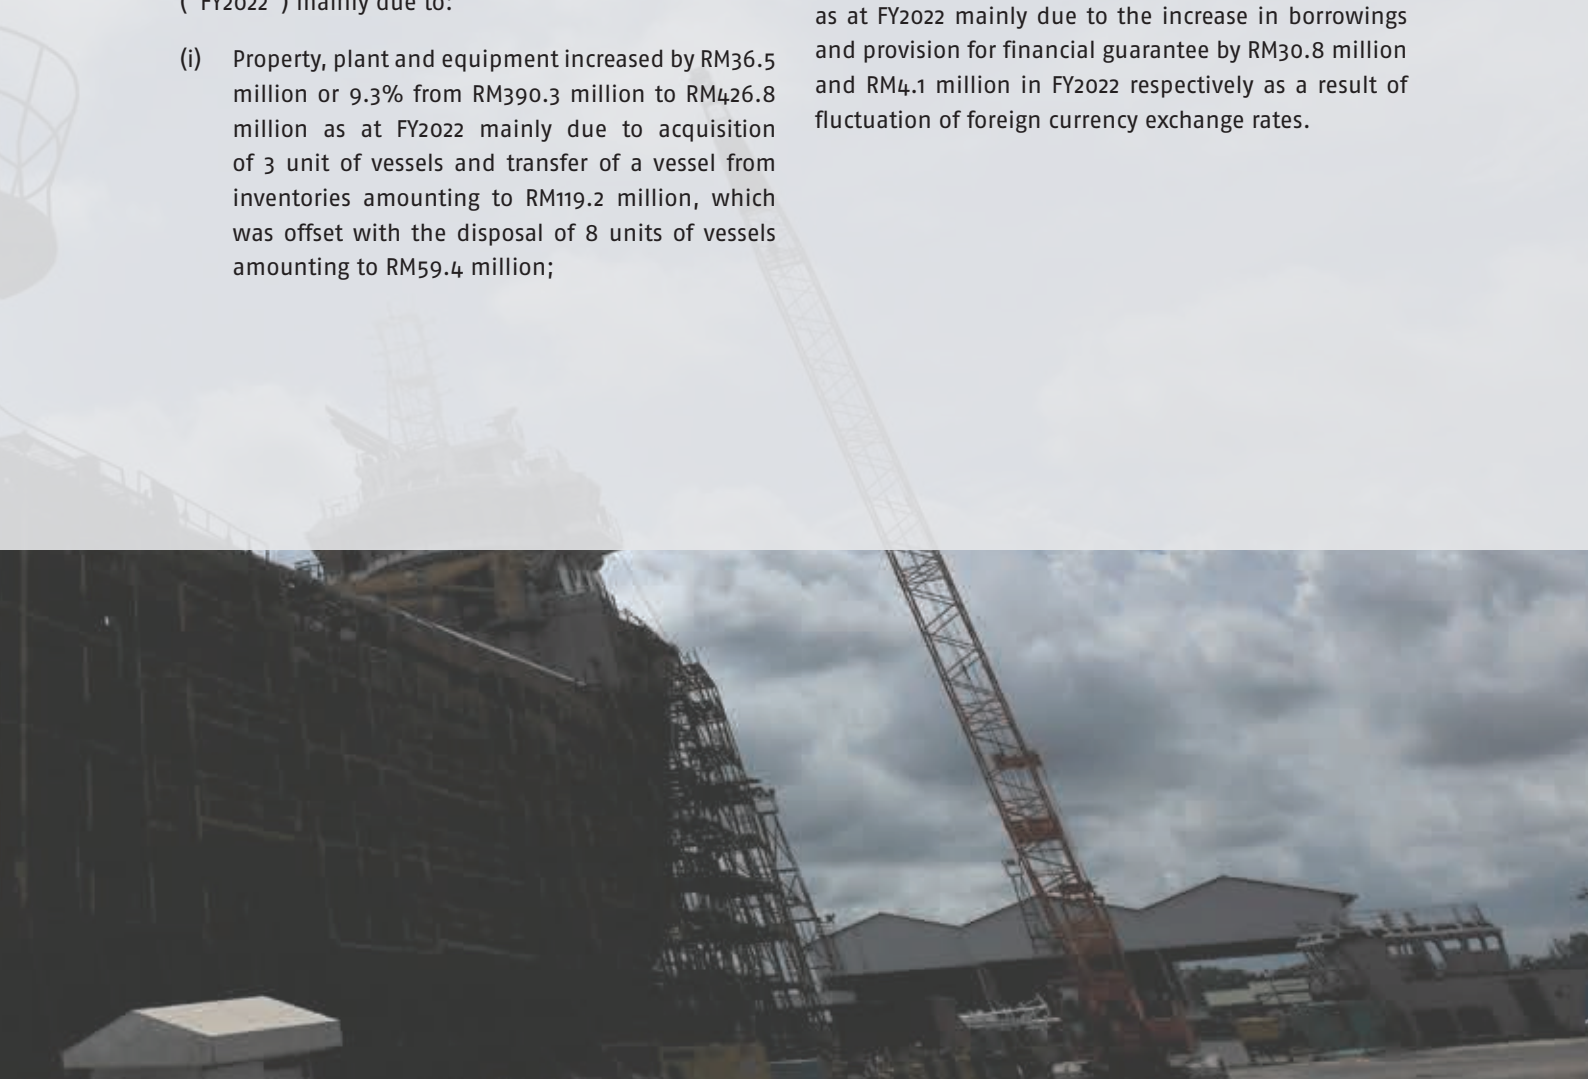 ("FY2022") mainly due to:
(i) Property, plant and equipment increased by RM36.5
million or 9.3% from RM390.3 million to RM426.8
million as at FY2022 mainly due to acquisition
of 3 unit of vessels and transfer of a vessel from
inventories amounting to RM119.2 million, which
was offset with the disposal of 8 units of vessels
amounting to RM59.4 million;
as at FY2022 mainly due to the increase in borrowings
and provision for financial guarantee by RM30.8 million
and RM4.1 million in FY2022 respectively as a result of
fluctuation of foreign currency exchange rates.